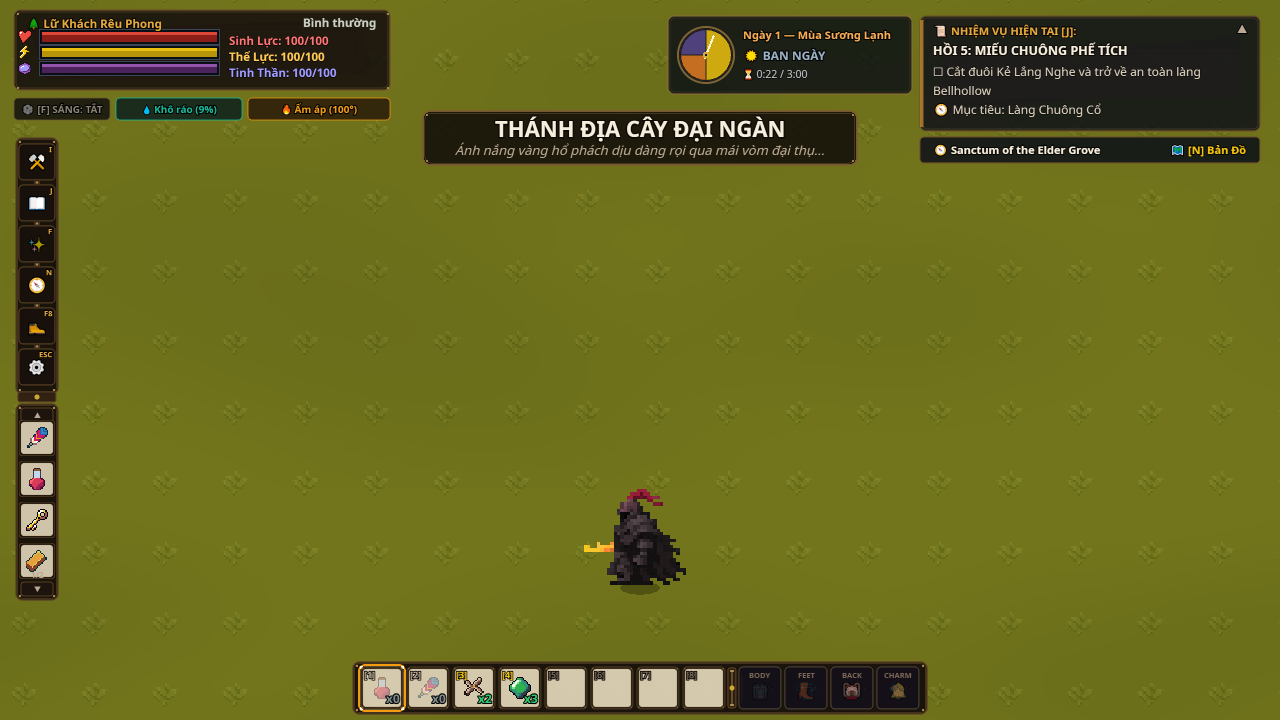 Lữ Khách Rêu Phong
Bình thường
Sinh Lực: 100/100
Thể Lực: 100/100
Tinh Thần: 100/100
[F] SÁNG: TẮT
Khô ráo (9%)
Ấm áp (100°)
THÁNH ĐỊA CÂY ĐẠI NGÀN
Ánh nắng vàng hổ phách dịu dàng rọi qua mái vòm đại thụ...
Ngày 1 — Mùa Sương Lạnh
BAN NGÀY
0:22 / 3:00
NHIỆM VỤ HIỆN TẠI [J]:
HỒI 5: MIẾU CHUÔNG PHẾ TÍCH
☐ Cắt đuôi Kẻ Lắng Nghe và trở về an toàn làng
Bellhollow
Mục tiêu: Làng Chuông Cổ
Sanctum of the Elder Grove
[N] Bản Đồ
I
J
F
N
F8
ESC
[1] x0
[2] x0
[3] x2
[4] x3
[5]
[6]
[7]
[8]
BODY
FEET
BACK
CHARM